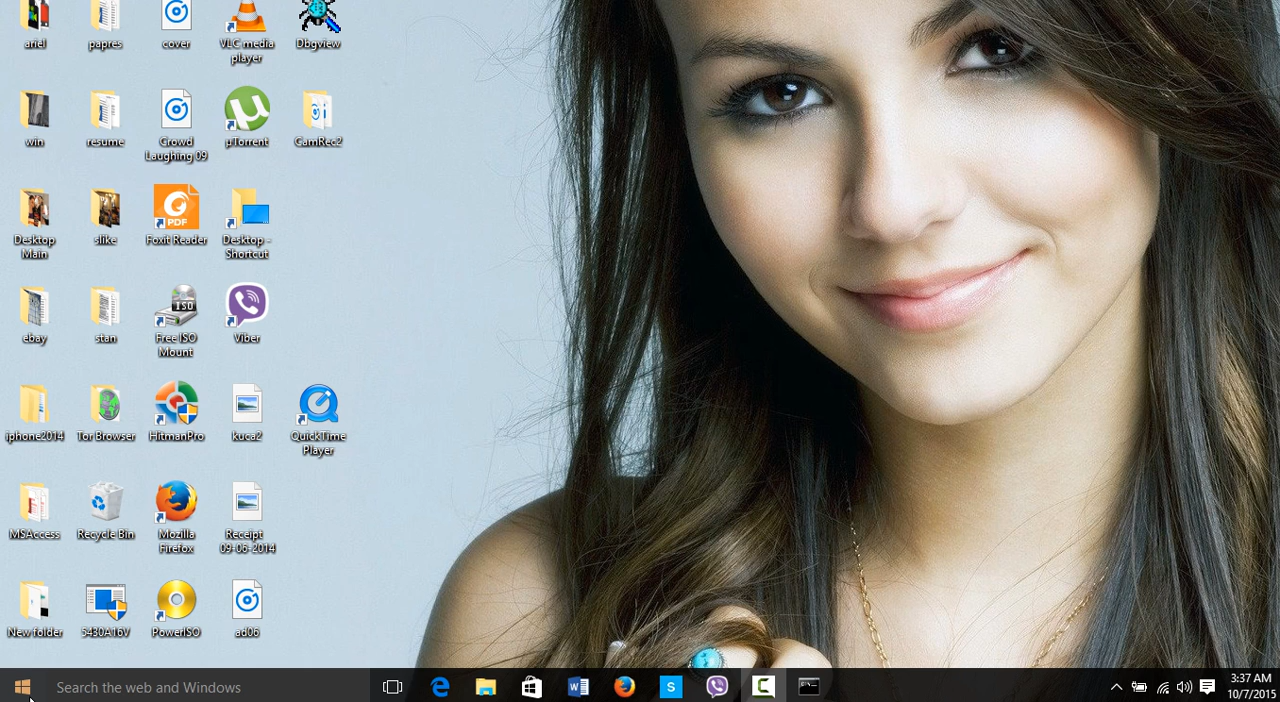 ariel
papres
cover
VLC media
player
Dbgview
win
resume
Crowd
Laughing 09
µTorrent
CamRec2
Desktop
Main
slike
PDF
Foxit Reader
Desktop -
Shortcut
ebay
stan
ISO
Free ISO
Mount
Viber
iphone2014
Tor Browser
HitmanPro
kuca2
QuickTime
Player
MSAccess
Recycle Bin
Mozilla
Firefox
Receipt
09-06-2014
New folder
5430A16V
PowerISO
ad06
Search the web and Windows
3:37 AM
10/7/2015